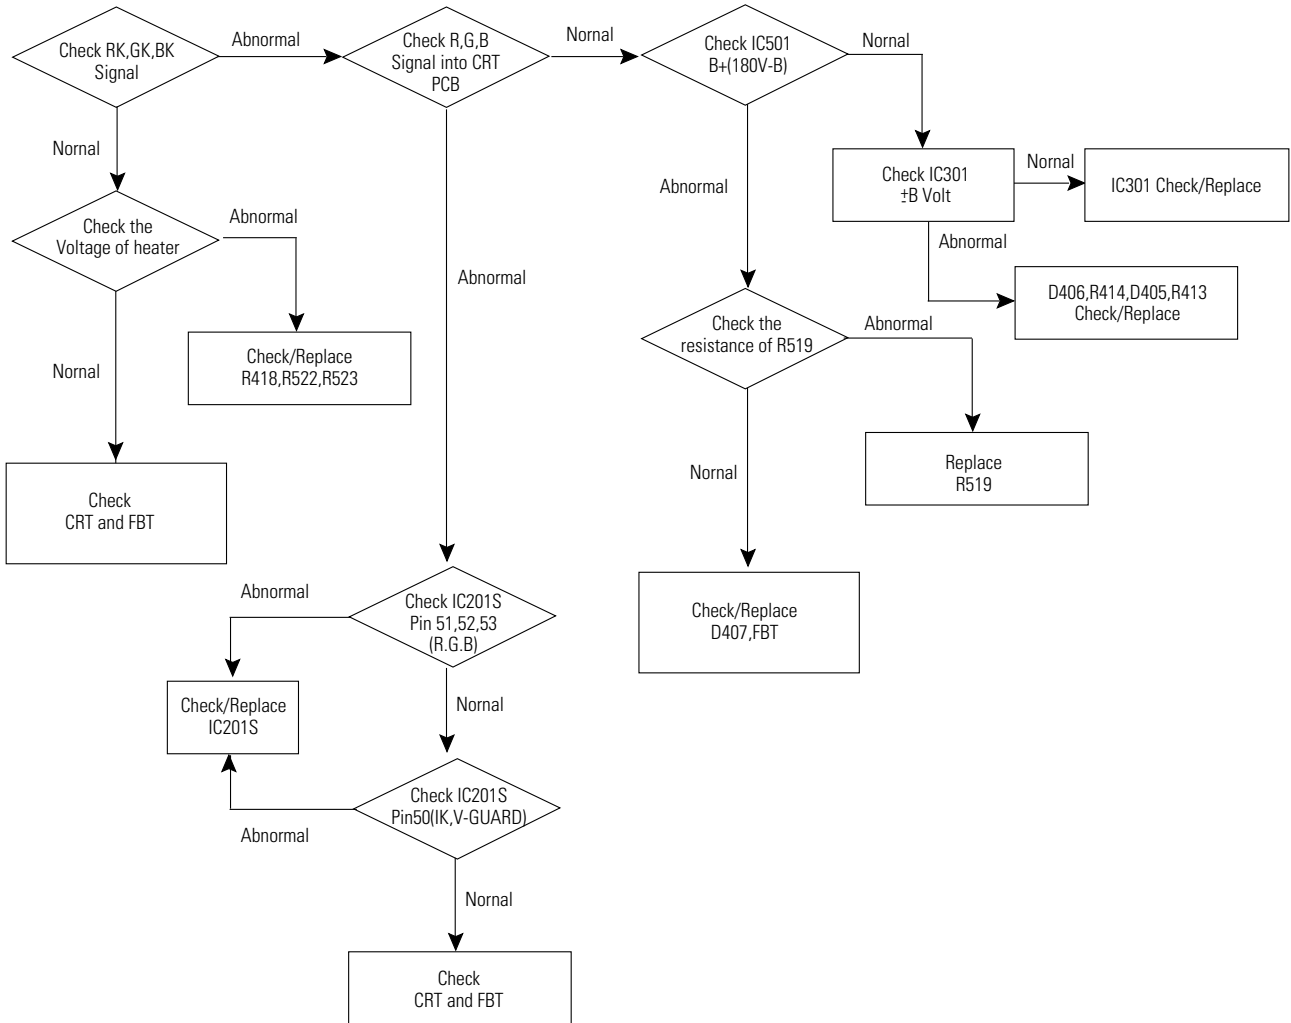 Check RK,GK,BK
Signal
Abnormal
Check R,G,B
Signal into CRT
PCB
Nornal
Check IC501
B+(180V-B)
Nornal
Nornal
Check IC301
±B Volt
Nornal
IC301 Check/Replace
Abnormal
Abnormal
D406,R414,D405,R413
Check/Replace
Check the
Voltage of heater
Abnormal
Abnormal
Check the
resistance of R519
Abnormal
Check/Replace
R418,R522,R523
Nornal
Nornal
Replace
R519
Check
CRT and FBT
Abnormal
Check IC201S
Pin 51,52,53
(R.G.B)
Check/Replace
D407,FBT
Check/Replace
IC201S
Nornal
Check IC201S
Pin50(IK,V-GUARD)
Abnormal
Nornal
Check
CRT and FBT